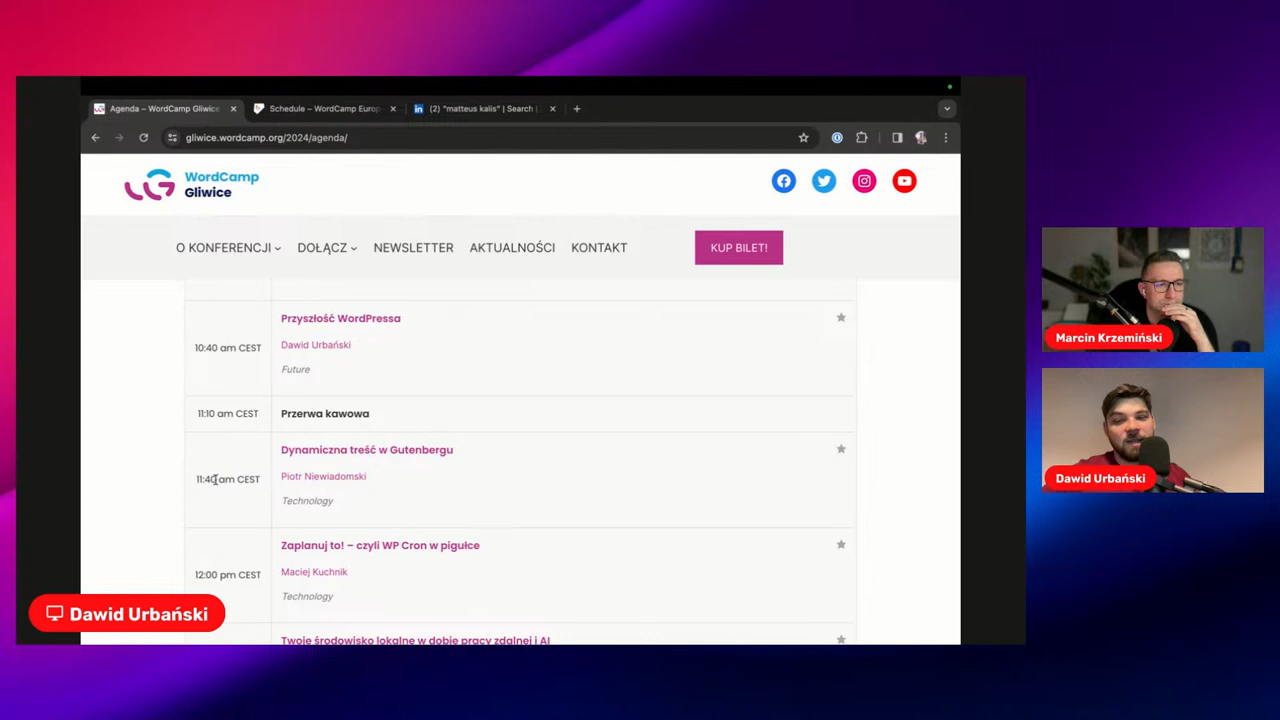 Agenda – WordCamp Gliwice
Schedule – WordCamp Europ
(2) "matteus kalis" | Search |
gliwice.wordcamp.org/2024/agenda/
WordCamp
Gliwice
O KONFERENCJI
DOŁĄCZ
NEWSLETTER
AKTUALNOŚCI
KONTAKT
KUP BILET!
Przyszłość WordPressa
10:40 am CEST
Dawid Urbański
Future
11:10 am CEST
Przerwa kawowa
Dynamiczna treść w Gutenbergu
11:40 am CEST
Piotr Niewiadomski
Technology
Zaplanuj to! – czyli WP Cron w pigułce
12:00 pm CEST
Maciej Kuchnik
Technology
Twoje środowisko lokalne w dobie pracy zdalnej i AI
Dawid Urbański
Marcin Krzemiński
Dawid Urbański